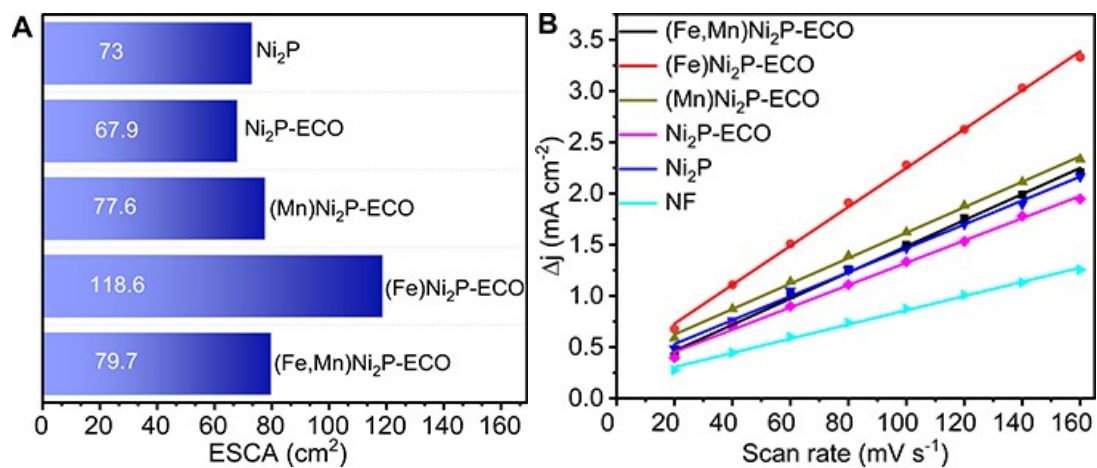 A
73
Ni₂P
67.9
Ni₂P-ECO
77.6
(Mn)Ni₂P-ECO
118.6
(Fe)Ni₂P-ECO
79.7
(Fe,Mn)Ni₂P-ECO
0 20 40 60 80 100 120 140 160
ESCA (cm²)
B
(Fe,Mn)Ni₂P-ECO
(Fe)Ni₂P-ECO
(Mn)Ni₂P-ECO
Ni₂P-ECO
Ni₂P
NF
3.5
3.0
2.5
2.0
1.5
1.0
0.5
0.0
Δj (mA cm⁻²)
0 20 40 60 80 100 120 140 160
Scan rate (mV s⁻¹)